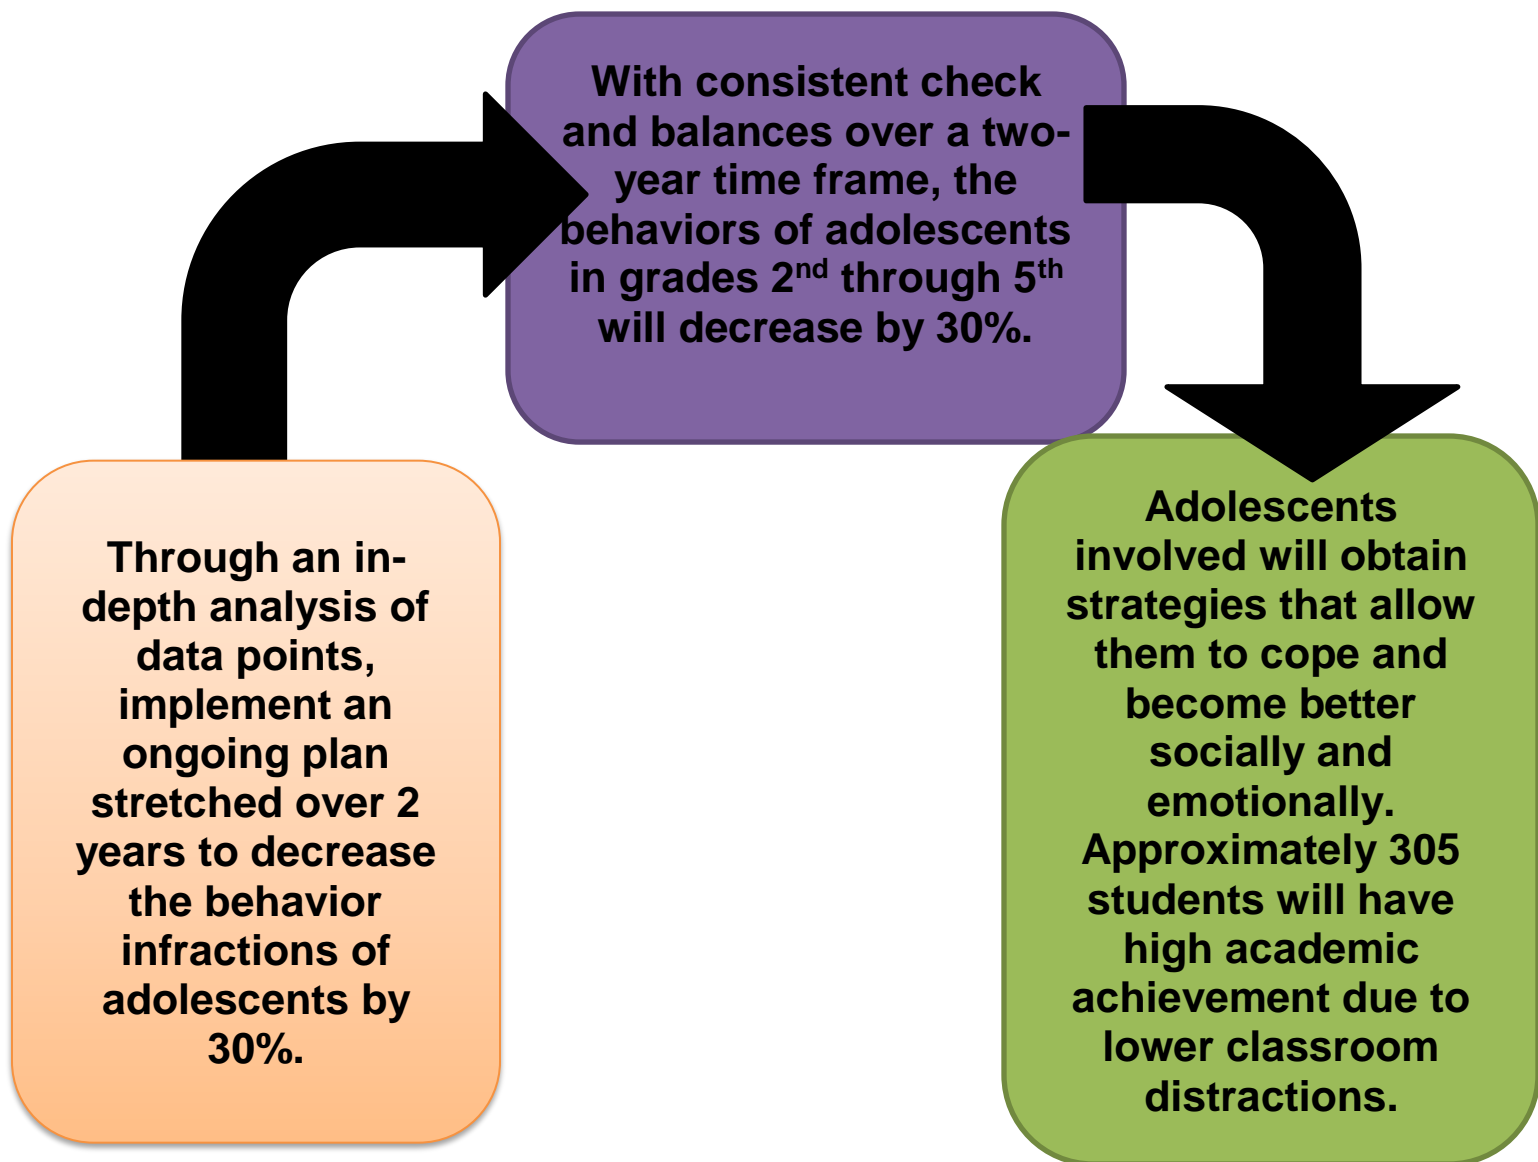 With consistent check
and balances over a two-
year time frame, the
behaviors of adolescents
in grades 2nd through 5th
will decrease by 30%.
Through an in-
depth analysis of
data points,
implement an
ongoing plan
stretched over 2
years to decrease
the behavior
infractions of
adolescents by
30%.
Adolescents
involved will obtain
strategies that allow
them to cope and
become better
socially and
emotionally.
Approximately 305
students will have
high academic
achievement due to
lower classroom
distractions.